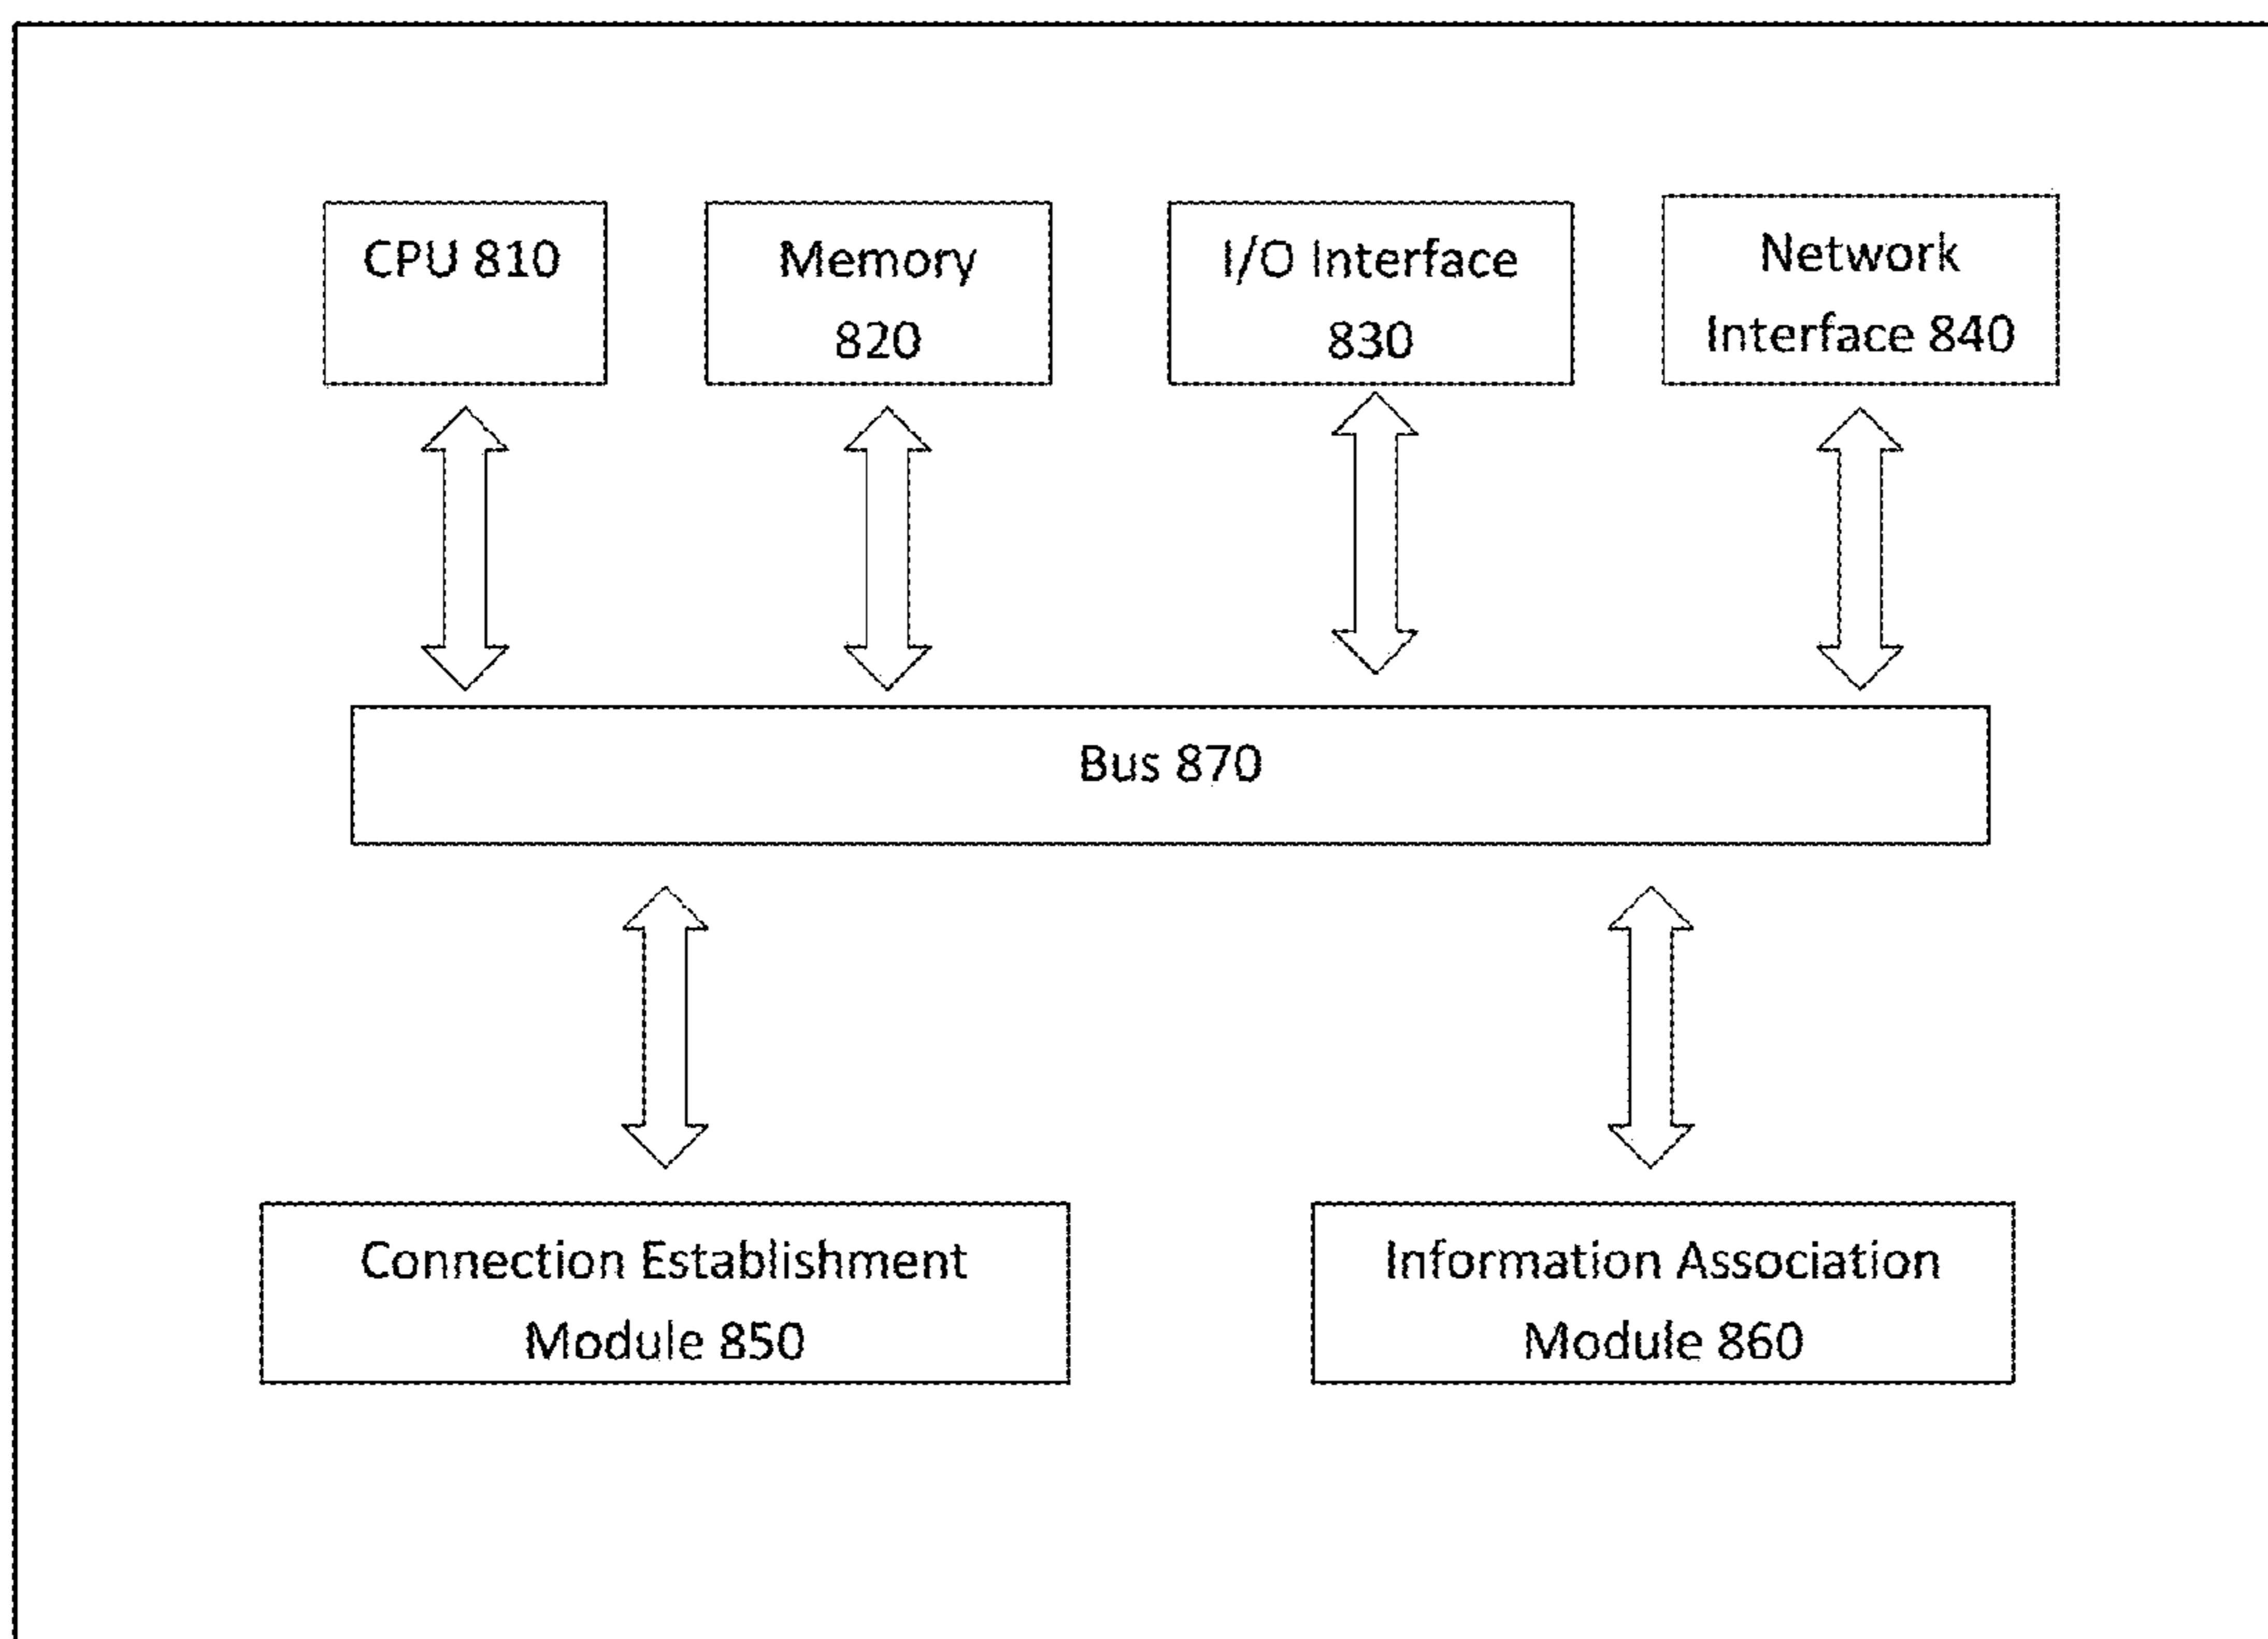 CPU 810
Memory
820
I/O Interface
830
Network
Interface 840
Bus 870
Connection Establishment
Module 850
Information Association
Module 860